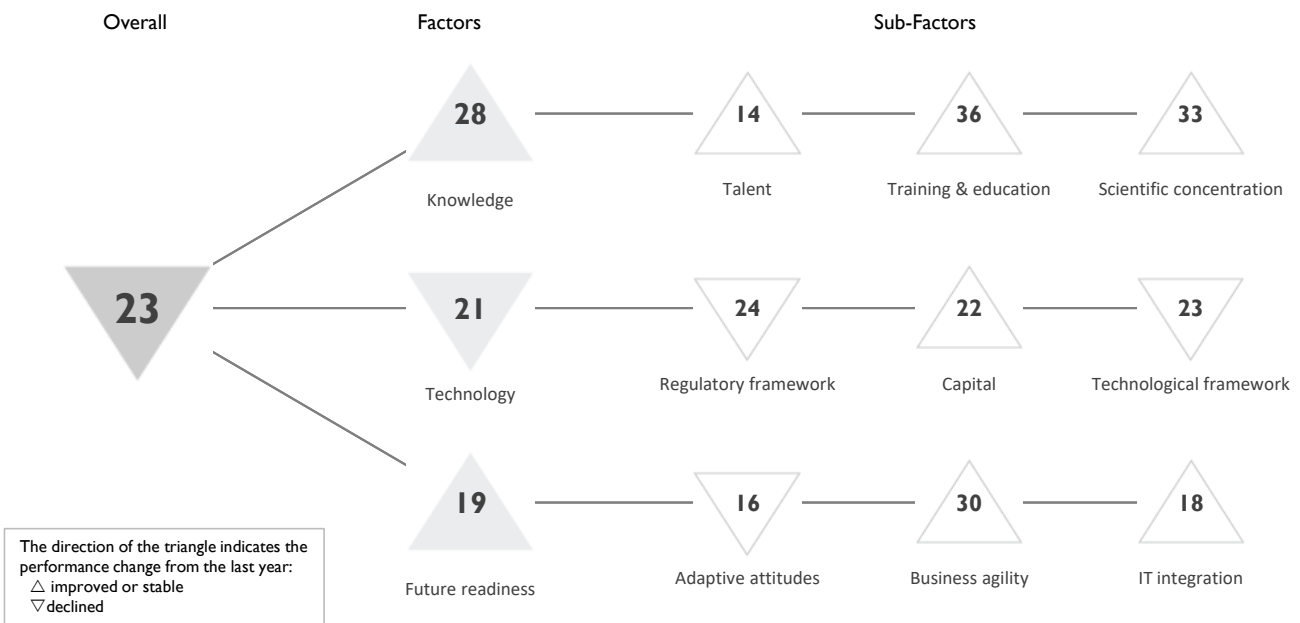 Overall Factors Sub-Factors
28 14 36 33
Knowledge Talent Training & education Scientific concentration
23 21 24 22 23
Technology Regulatory framework Capital Technological framework
19 16 30 18
Future readiness Adaptive attitudes Business agility IT integration
The direction of the triangle indicates the
performance change from the last year:
△ improved or stable
▽ declined